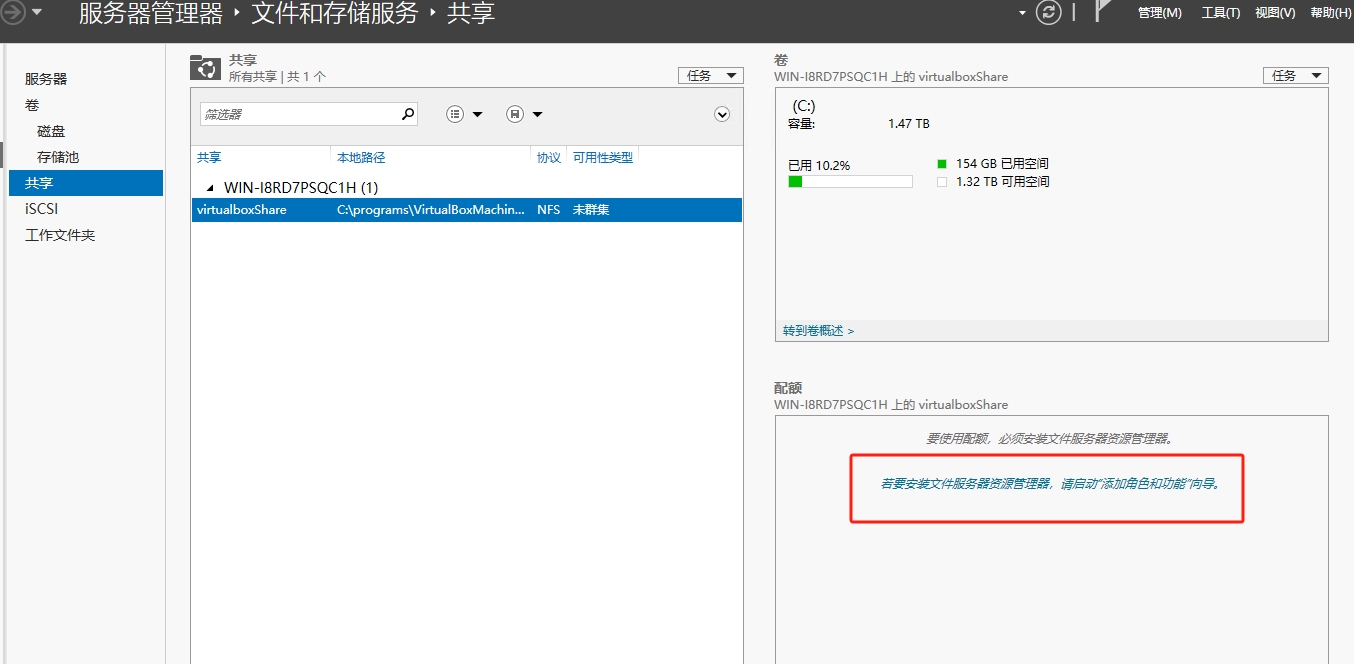 服务器管理器 ‣ 文件和存储服务 ‣ 共享
管理(M) 工具(T) 视图(V) 帮助(H)
服务器
卷
磁盘
存储池
共享
iSCSI
工作文件夹
共享
所有共享 | 共 1 个
任务
筛选器
共享 本地路径 协议 可用性类型
WIN-I8RD7PSQC1H (1)
virtualboxShare C:\programs\VirtualBoxMachin... NFS 未群集
卷
WIN-I8RD7PSQC1H 上的 virtualboxShare
任务
(C:)
容量: 1.47 TB
已用 10.2%
154 GB 已用空间
1.32 TB 可用空间
转到卷概述 >
配额
WIN-I8RD7PSQC1H 上的 virtualboxShare
要使用配额，必须安装文件服务器资源管理器。
若要安装文件服务器资源管理器，请启动"添加角色和功能"向导。